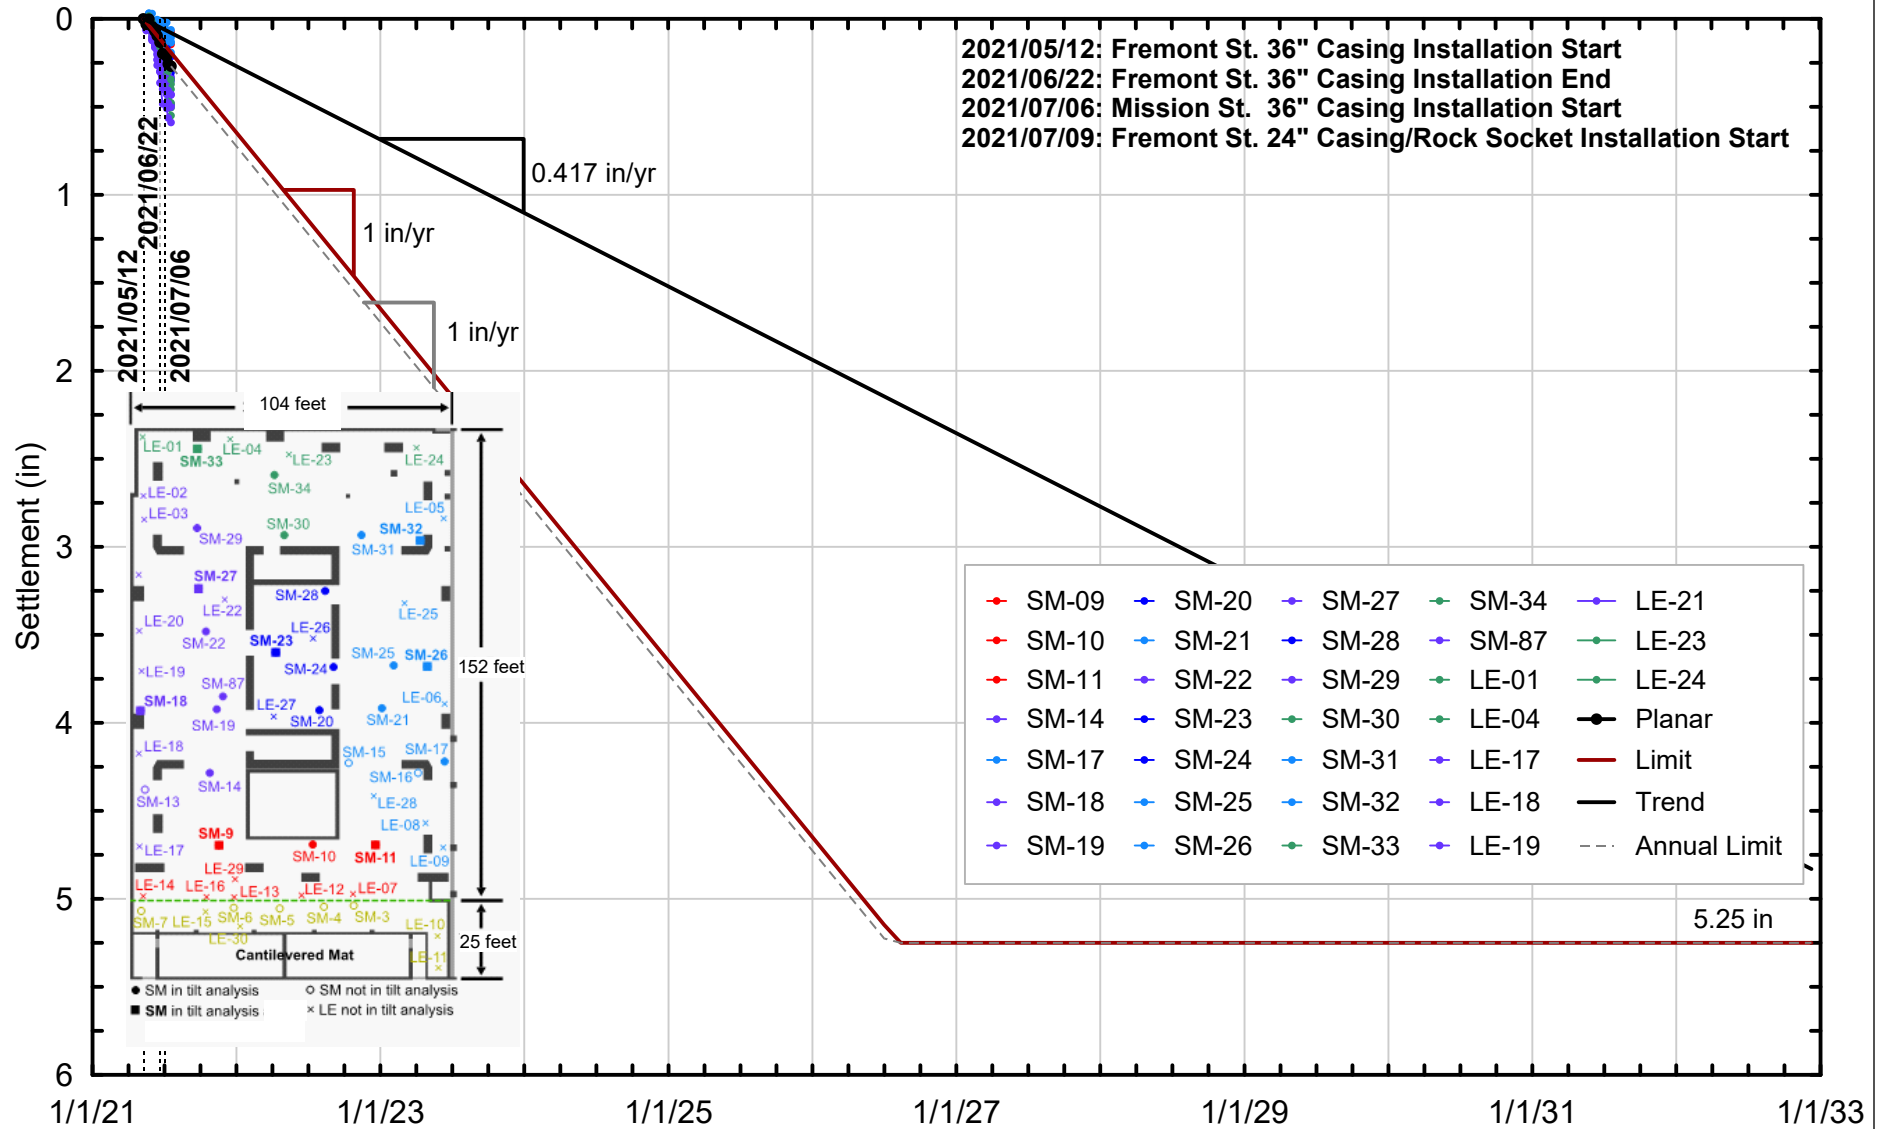 0
2021/05/12: Fremont St. 36" Casing Installation Start
2021/06/22: Fremont St. 36" Casing Installation End
2021/07/06: Mission St. 36" Casing Installation Start
2021/07/09: Fremont St. 24" Casing/Rock Socket Installation Start
2021/05/12
2021/06/22
2021/07/06
0.417 in/yr
1
1 in/yr
1 in/yr
2
3
4
5
6
Settlement (in)
5.25 in
104 feet
LE-01
SM-33
LE-04
LE-23
LE-24
SM-34
LE-02
LE-03
LE-05
SM-29
SM-30
SM-32
SM-31
SM-27
SM-28
LE-22
LE-25
LE-20
SM-22
LE-26
SM-23
SM-24
SM-25
SM-26
152 feet
LE-19
SM-87
SM-18
SM-19
LE-27
SM-20
LE-06
SM-21
LE-18
SM-15
SM-17
SM-16
SM-14
SM-13
LE-28
LE-08
SM-9
SM-10
SM-11
LE-17
LE-09
LE-29
LE-14
LE-16
LE-13
LE-12
LE-07
SM-7
LE-15
SM-6
SM-5
SM-4
SM-3
LE-10
LE-30
25 feet
Cantilevered Mat
LE-11
SM in tilt analysis
SM not in tilt analysis
SM in tilt analysis
LE not in tilt analysis
SM-09 SM-20 SM-27 SM-34 LE-21
SM-10 SM-21 SM-28 SM-87 LE-23
SM-11 SM-22 SM-29 LE-01 LE-24
SM-14 SM-23 SM-30 LE-04 Planar
SM-17 SM-24 SM-31 LE-17 Limit
SM-18 SM-25 SM-32 LE-18 Trend
SM-19 SM-26 SM-33 LE-19 Annual Limit
1/1/21 1/1/23 1/1/25 1/1/27 1/1/29 1/1/31 1/1/33